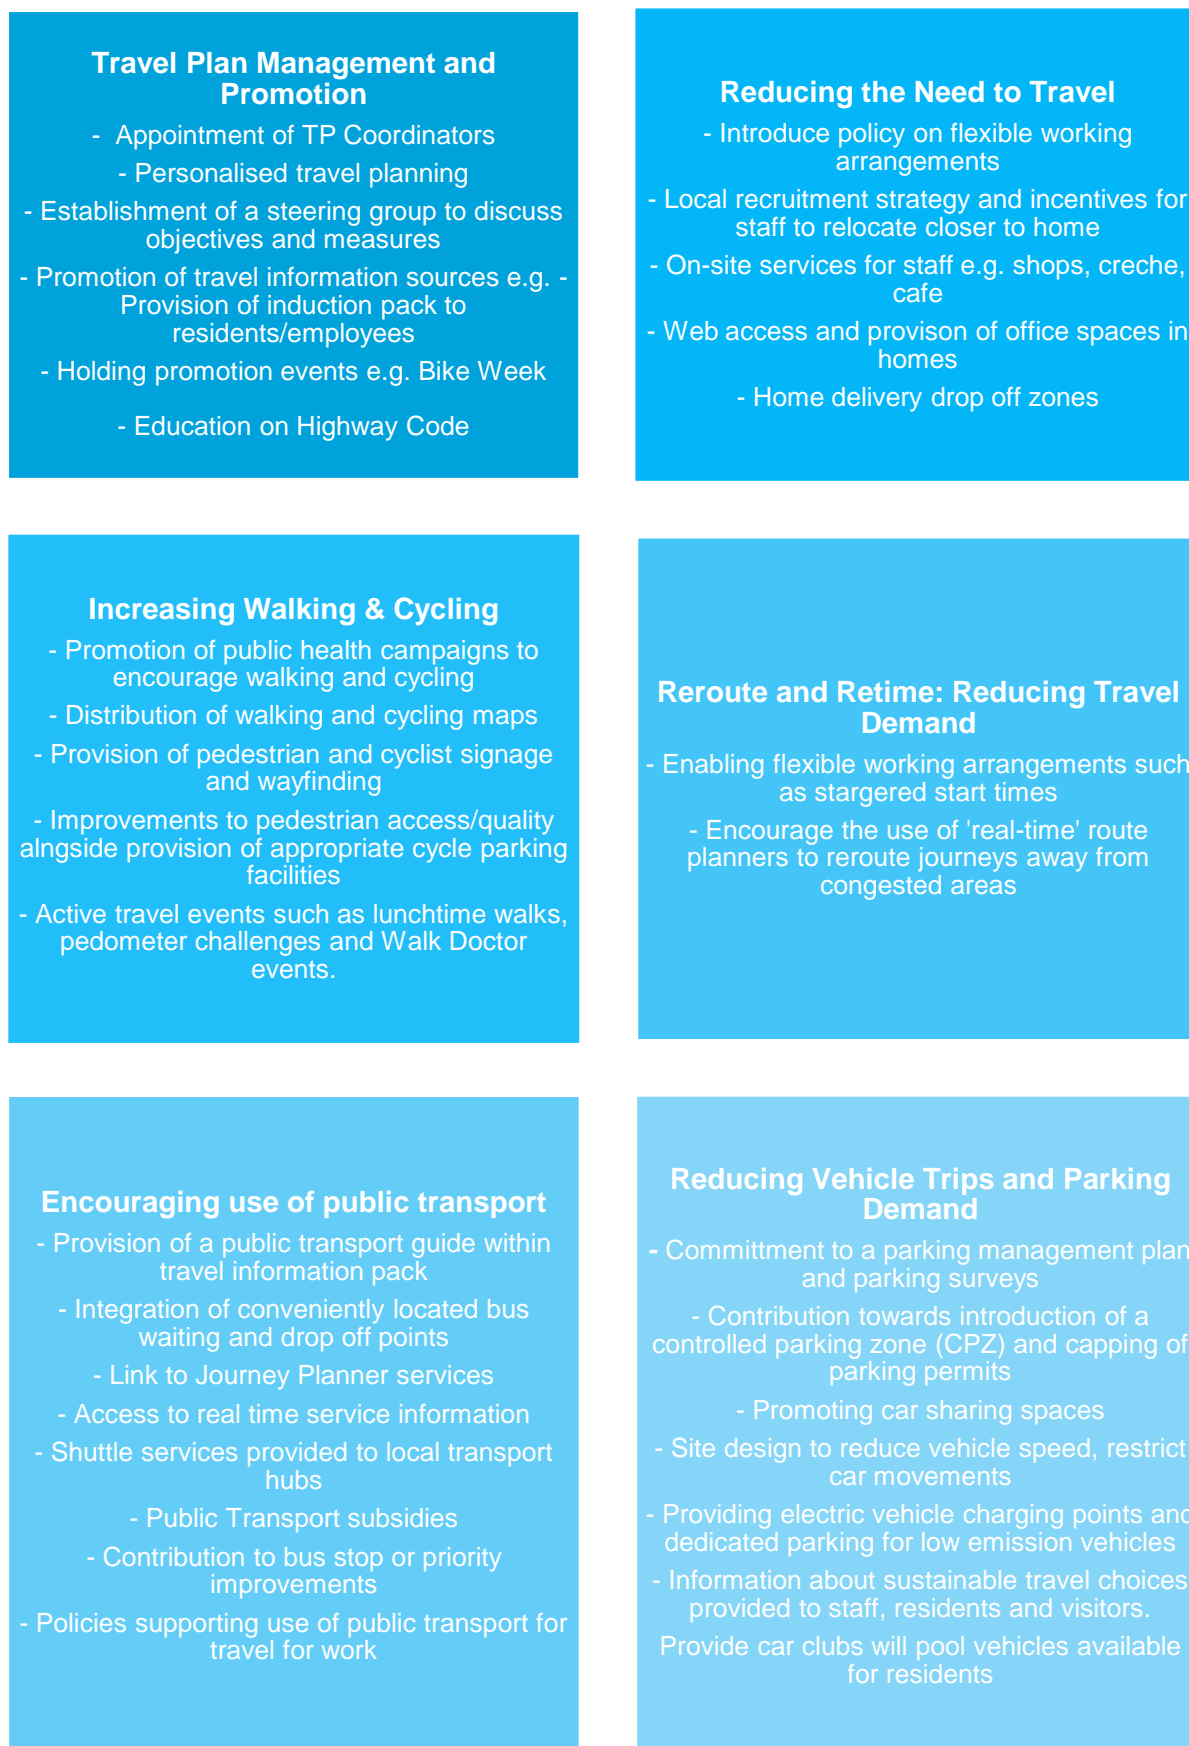 Travel Plan Management and
Promotion
- Appointment of TP Coordinators
- Personalised travel planning
- Establishment of a steering group to discuss
objectives and measures
- Promotion of travel information sources e.g. -
Provision of induction pack to
residents/employees
- Holding promotion events e.g. Bike Week
- Education on Highway Code
Reducing the Need to Travel
- Introduce policy on flexible working
arrangements
- Local recruitment strategy and incentives for
staff to relocate closer to home
- On-site services for staff e.g. shops, creche,
cafe
- Web access and provison of office spaces in
homes
- Home delivery drop off zones
Increasing Walking & Cycling
- Promotion of public health campaigns to
encourage walking and cycling
- Distribution of walking and cycling maps
- Provision of pedestrian and cyclist signage
and wayfinding
- Improvements to pedestrian access/quality
alngside provision of appropriate cycle parking
facilities
- Active travel events such as lunchtime walks,
pedometer challenges and Walk Doctor
events.
Reroute and Retime: Reducing Travel
Demand
- Enabling flexible working arrangements such
as stargered start times
- Encourage the use of 'real-time' route
planners to reroute journeys away from
congested areas
Encouraging use of public transport
- Provision of a public transport guide within
travel information pack
- Integration of conveniently located bus
waiting and drop off points
- Link to Journey Planner services
- Access to real time service information
- Shuttle services provided to local transport
hubs
- Public Transport subsidies
- Contribution to bus stop or priority
improvements
- Policies supporting use of public transport for
travel for work
Reducing Vehicle Trips and Parking
Demand
- Committment to a parking management plan
and parking surveys
- Contribution towards introduction of a
controlled parking zone (CPZ) and capping of
parking permits
- Promoting car sharing spaces
- Site design to reduce vehicle speed, restrict
car movements
- Providing electric vehicle charging points and
dedicated parking for low emission vehicles
- Information about sustainable travel choices
provided to staff, residents and visitors.
Provide car clubs will pool vehicles available
for residents